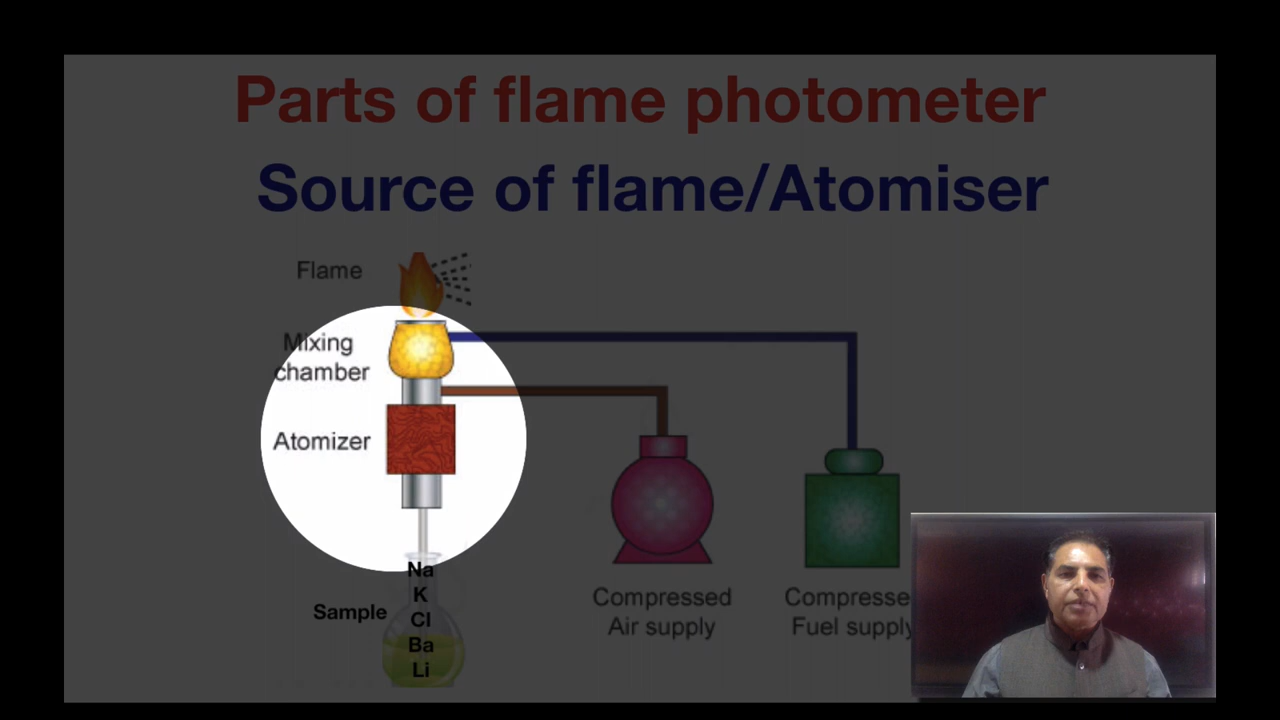 Parts of flame photometer
Source of flame/Atomiser
Flame
Mixing
chamber
Atomizer
Na
K
Cl
Ba
Li
Sample
Compressed
Air supply
Compresse
Fuel supply